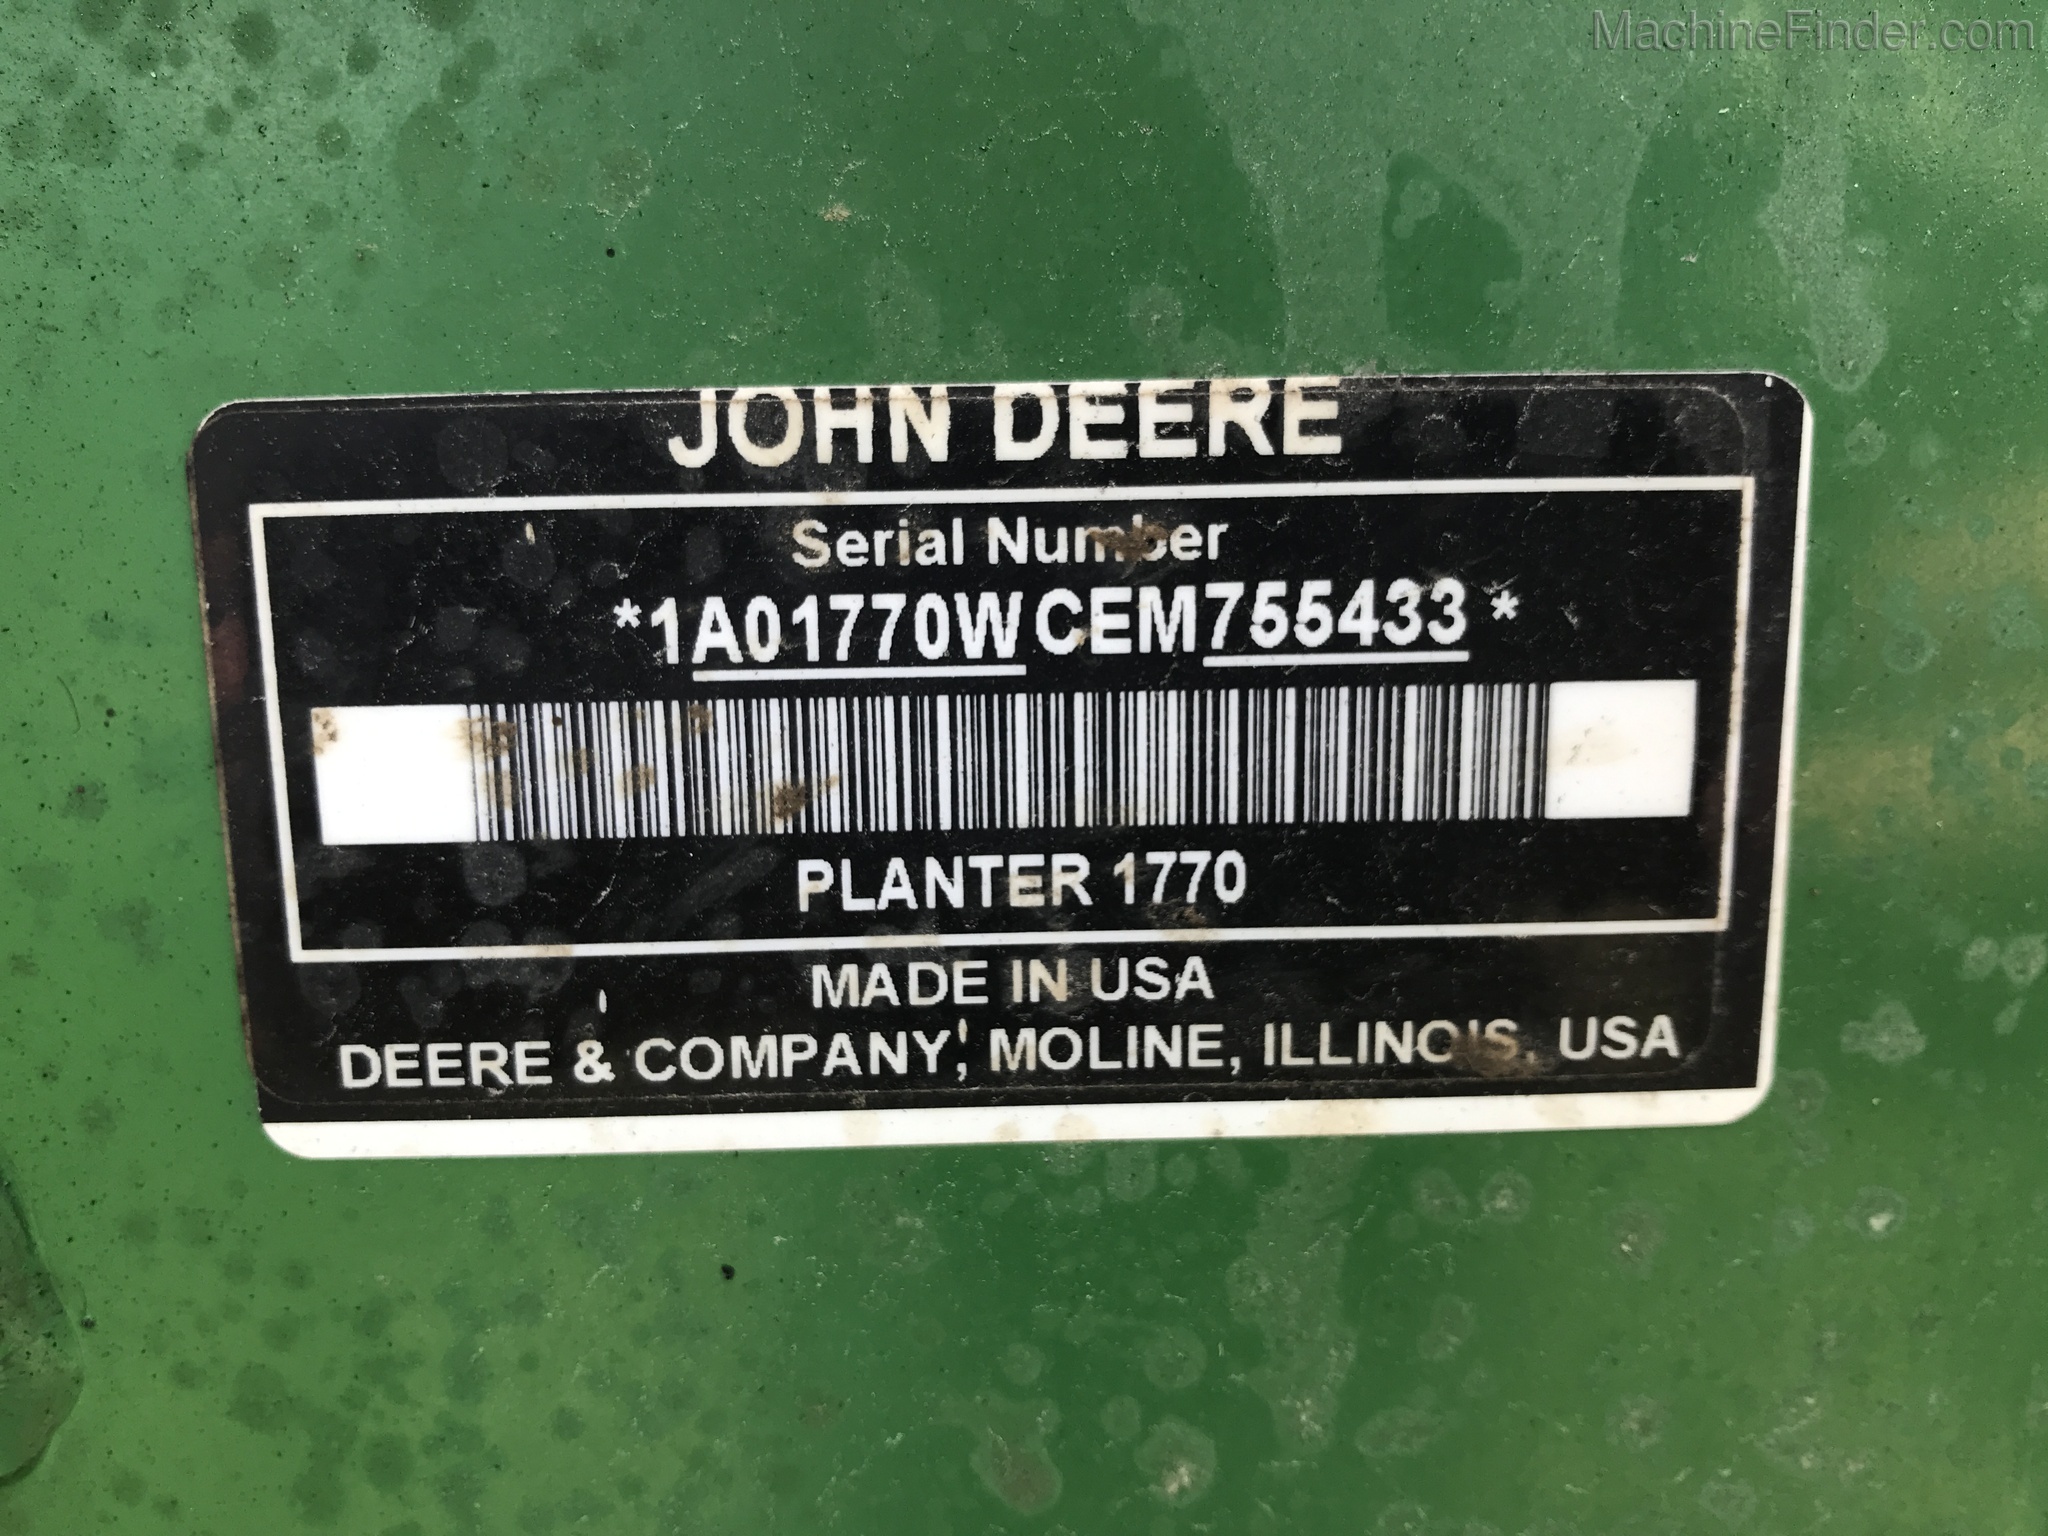 MachineFinder.com
JOHN DEERE
Serial Number
*1A01770WCEM755433*
PLANTER 1770
MADE IN USA
DEERE & COMPANY, MOLINE, ILLINOIS, USA